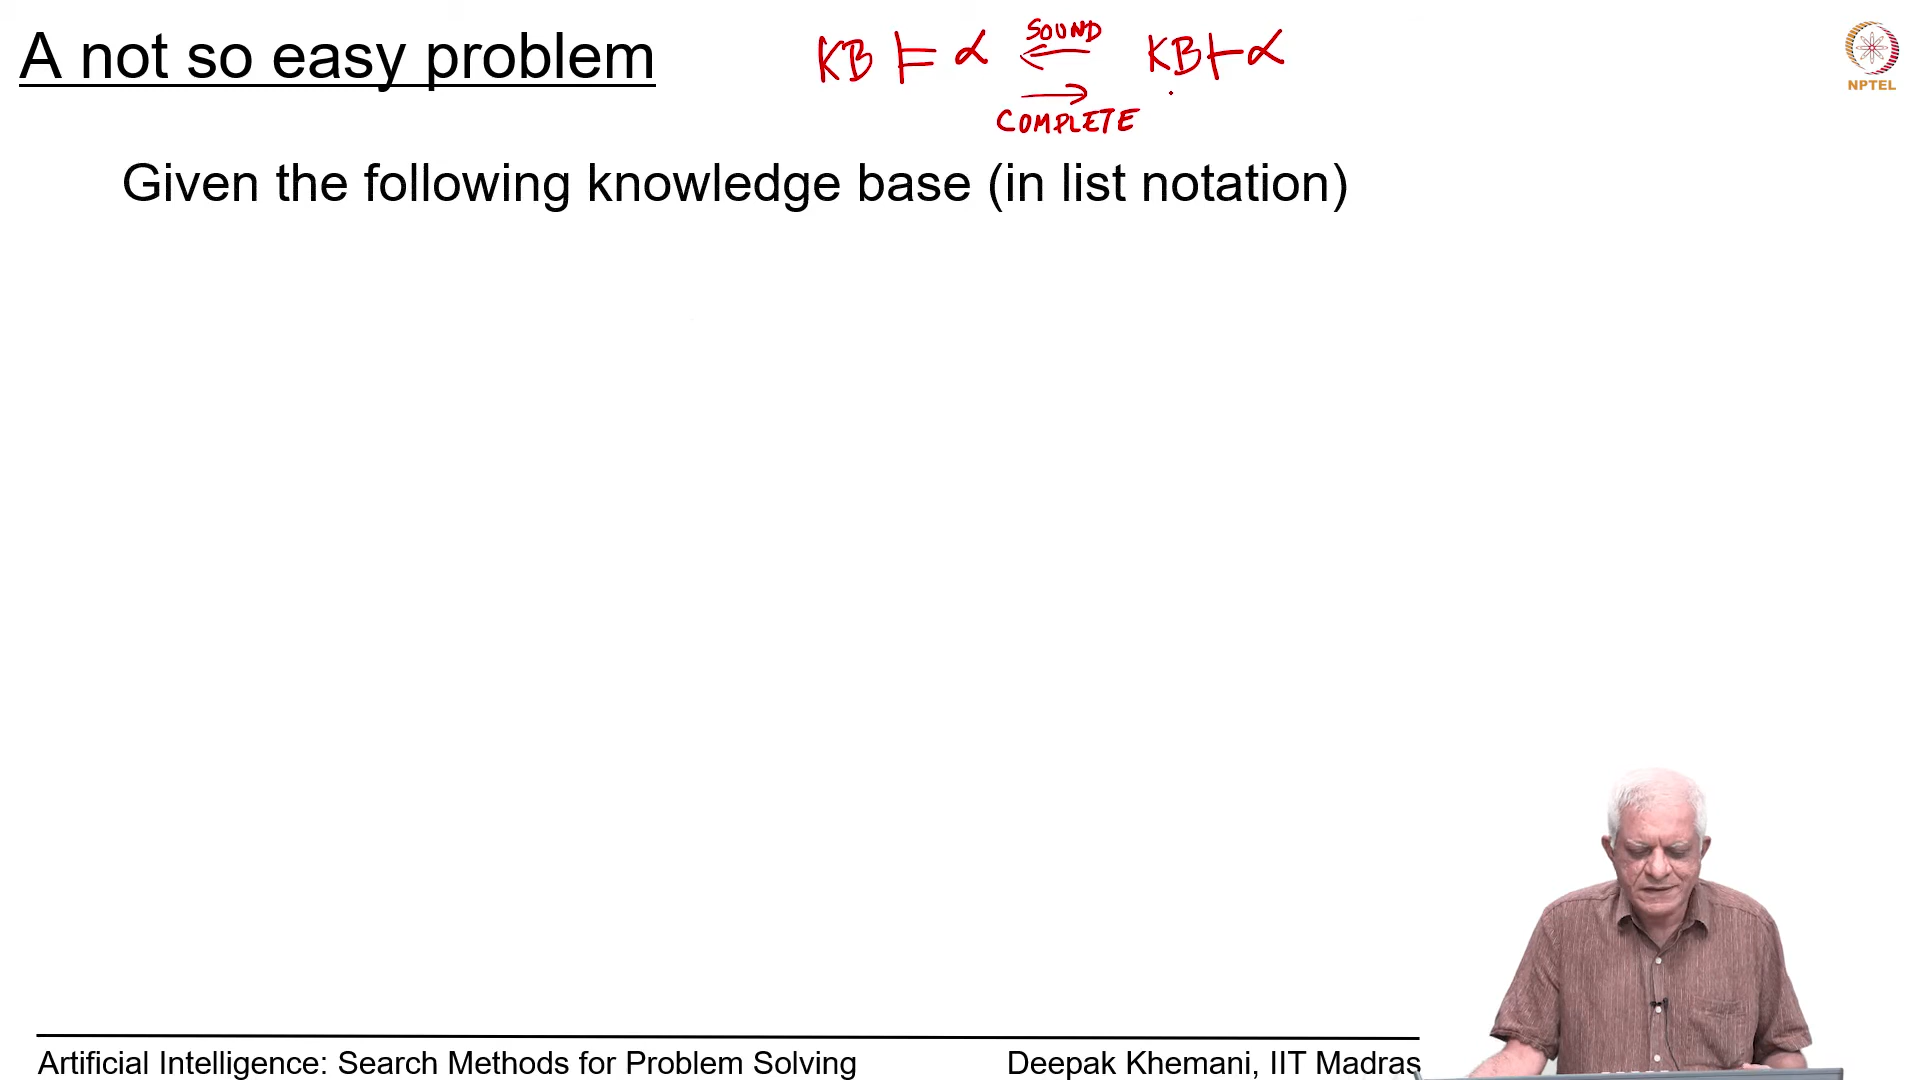 A not so easy problem
KB ⊨ α ← SOUND KB ⊢ α
→ COMPLETE
NPTEL
Given the following knowledge base (in list notation)
Artificial Intelligence: Search Methods for Problem Solving
Deepak Khemani, IIT Madras